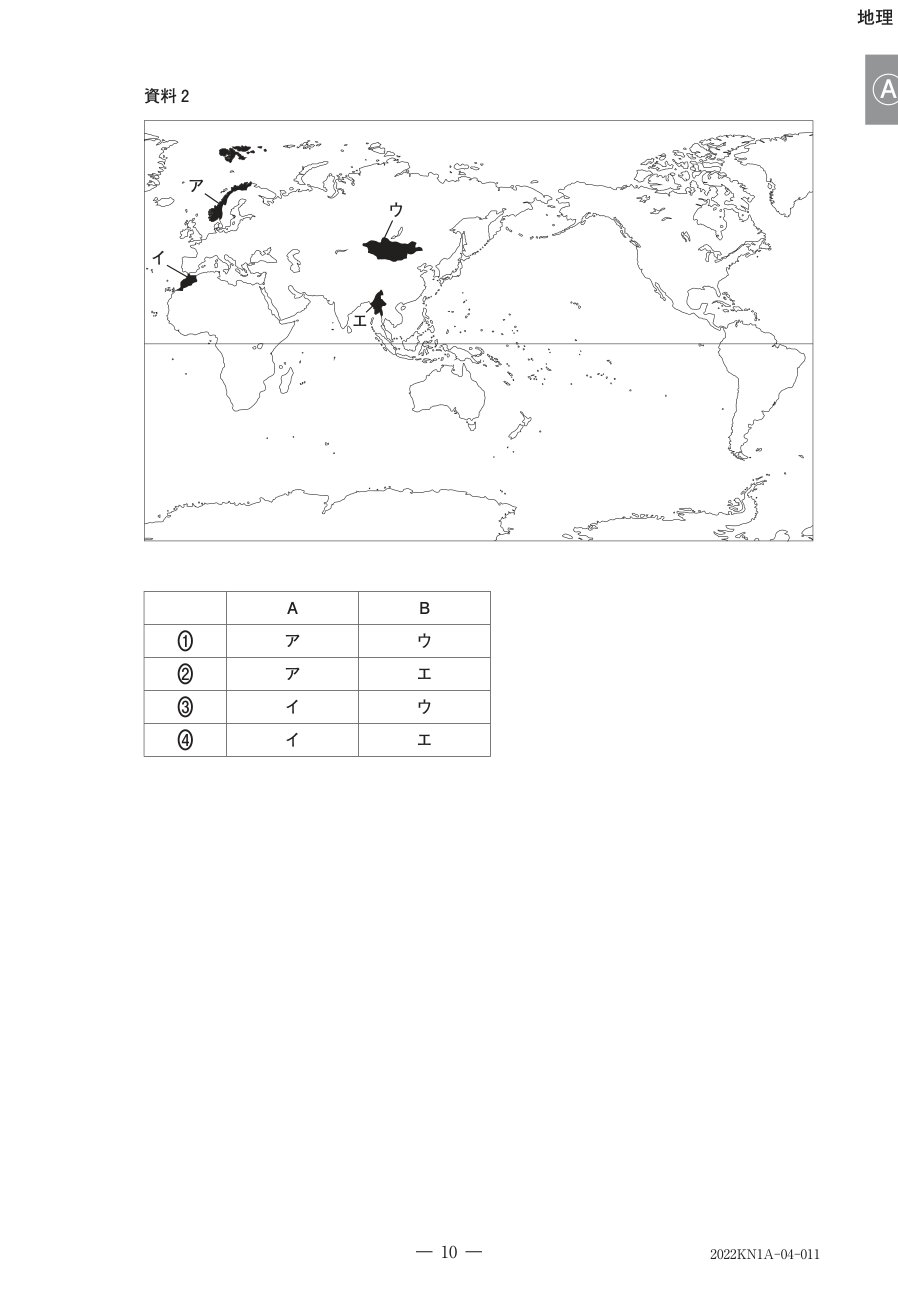 地理
Ⓐ
資料 2
ア
ウ
イ
エ
A B
① ア ウ
② ア エ
③ イ ウ
④ イ エ
― 10 ―
2022KN1A-04-011